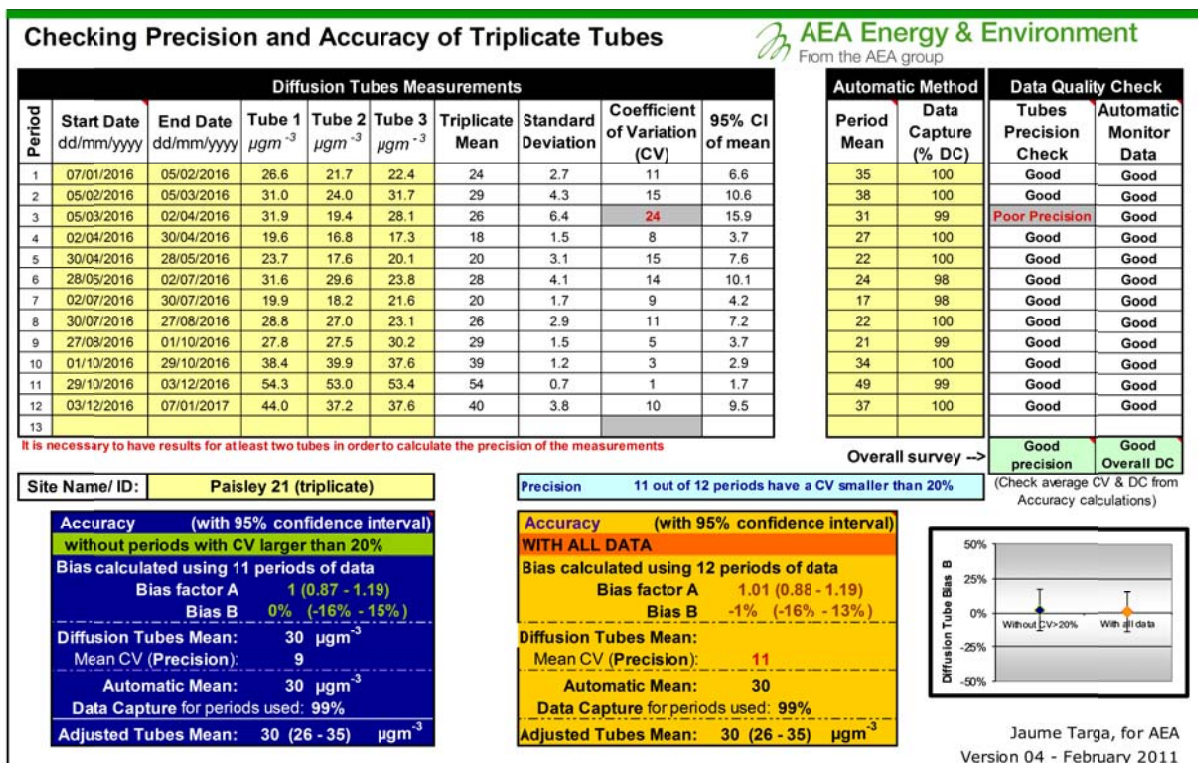 Checking Precision and Accuracy of Triplicate Tubes
AEA Energy & Environment
From the AEA group
Diffusion Tubes Measurements
Automatic Method
Data Quality Check
Period
Start Date dd/mm/yyyy
End Date dd/mm/yyyy
Tube 1 µgm⁻³
Tube 2 µgm⁻³
Tube 3 µgm⁻³
Triplicate Mean
Standard Deviation
Coefficient of Variation (CV)
95% CI of mean
Period Mean
Data Capture (% DC)
Tubes Precision Check
Automatic Monitor Data
1 07/01/2016 05/02/2016 26.6 21.7 22.4 24 2.7 11 6.6 35 100 Good Good
2 05/02/2016 05/03/2016 31.0 24.0 31.7 29 4.3 15 10.6 38 100 Good Good
3 05/03/2016 02/04/2016 31.9 19.4 28.1 26 6.4 24 15.9 31 99 Poor Precision Good
4 02/04/2016 30/04/2016 19.6 16.8 17.3 18 1.5 8 3.7 27 100 Good Good
5 30/04/2016 28/05/2016 23.7 17.6 20.1 20 3.1 15 7.6 22 100 Good Good
6 28/05/2016 02/07/2016 31.6 29.6 23.8 28 4.1 14 10.1 24 98 Good Good
7 02/07/2016 30/07/2016 19.9 18.2 21.6 20 1.7 9 4.2 17 98 Good Good
8 30/07/2016 27/08/2016 28.8 27.0 23.1 26 2.9 11 7.2 22 100 Good Good
9 27/08/2016 01/10/2016 27.8 27.5 30.2 29 1.5 5 3.7 21 99 Good Good
10 01/10/2016 29/10/2016 38.4 39.9 37.6 39 1.2 3 2.9 34 100 Good Good
11 29/10/2016 03/12/2016 54.3 53.0 53.4 54 0.7 1 1.7 49 99 Good Good
12 03/12/2016 07/01/2017 44.0 37.2 37.6 40 3.8 10 9.5 37 100 Good Good
13
It is necessary to have results for at least two tubes in order to calculate the precision of the measurements
Overall survey -->
Good precision
Good Overall DC
(Check average CV & DC from
Accuracy calculations)
Site Name/ ID: Paisley 21 (triplicate)
Precision 11 out of 12 periods have a CV smaller than 20%
Accuracy (with 95% confidence interval)
without periods with CV larger than 20%
Bias calculated using 11 periods of data
Bias factor A 1 (0.87 - 1.19)
Bias B 0% (-16% - 15%)
Diffusion Tubes Mean: 30 µgm⁻³
Mean CV (Precision): 9
Automatic Mean: 30 µgm⁻³
Data Capture for periods used: 99%
Adjusted Tubes Mean: 30 (26 - 35) µgm⁻³
Accuracy (with 95% confidence interval)
WITH ALL DATA
Bias calculated using 12 periods of data
Bias factor A 1.01 (0.88 - 1.19)
Bias B -1% (-16% - 13%)
Diffusion Tubes Mean:
Mean CV (Precision): 11
Automatic Mean: 30
Data Capture for periods used: 99%
Adjusted Tubes Mean: 30 (26 - 35) µgm⁻³
Diffusion Tube Bias B
50%
25%
0%
-25%
-50%
Without CV>20%
With all data
Jaume Targa, for AEA
Version 04 - February 2011